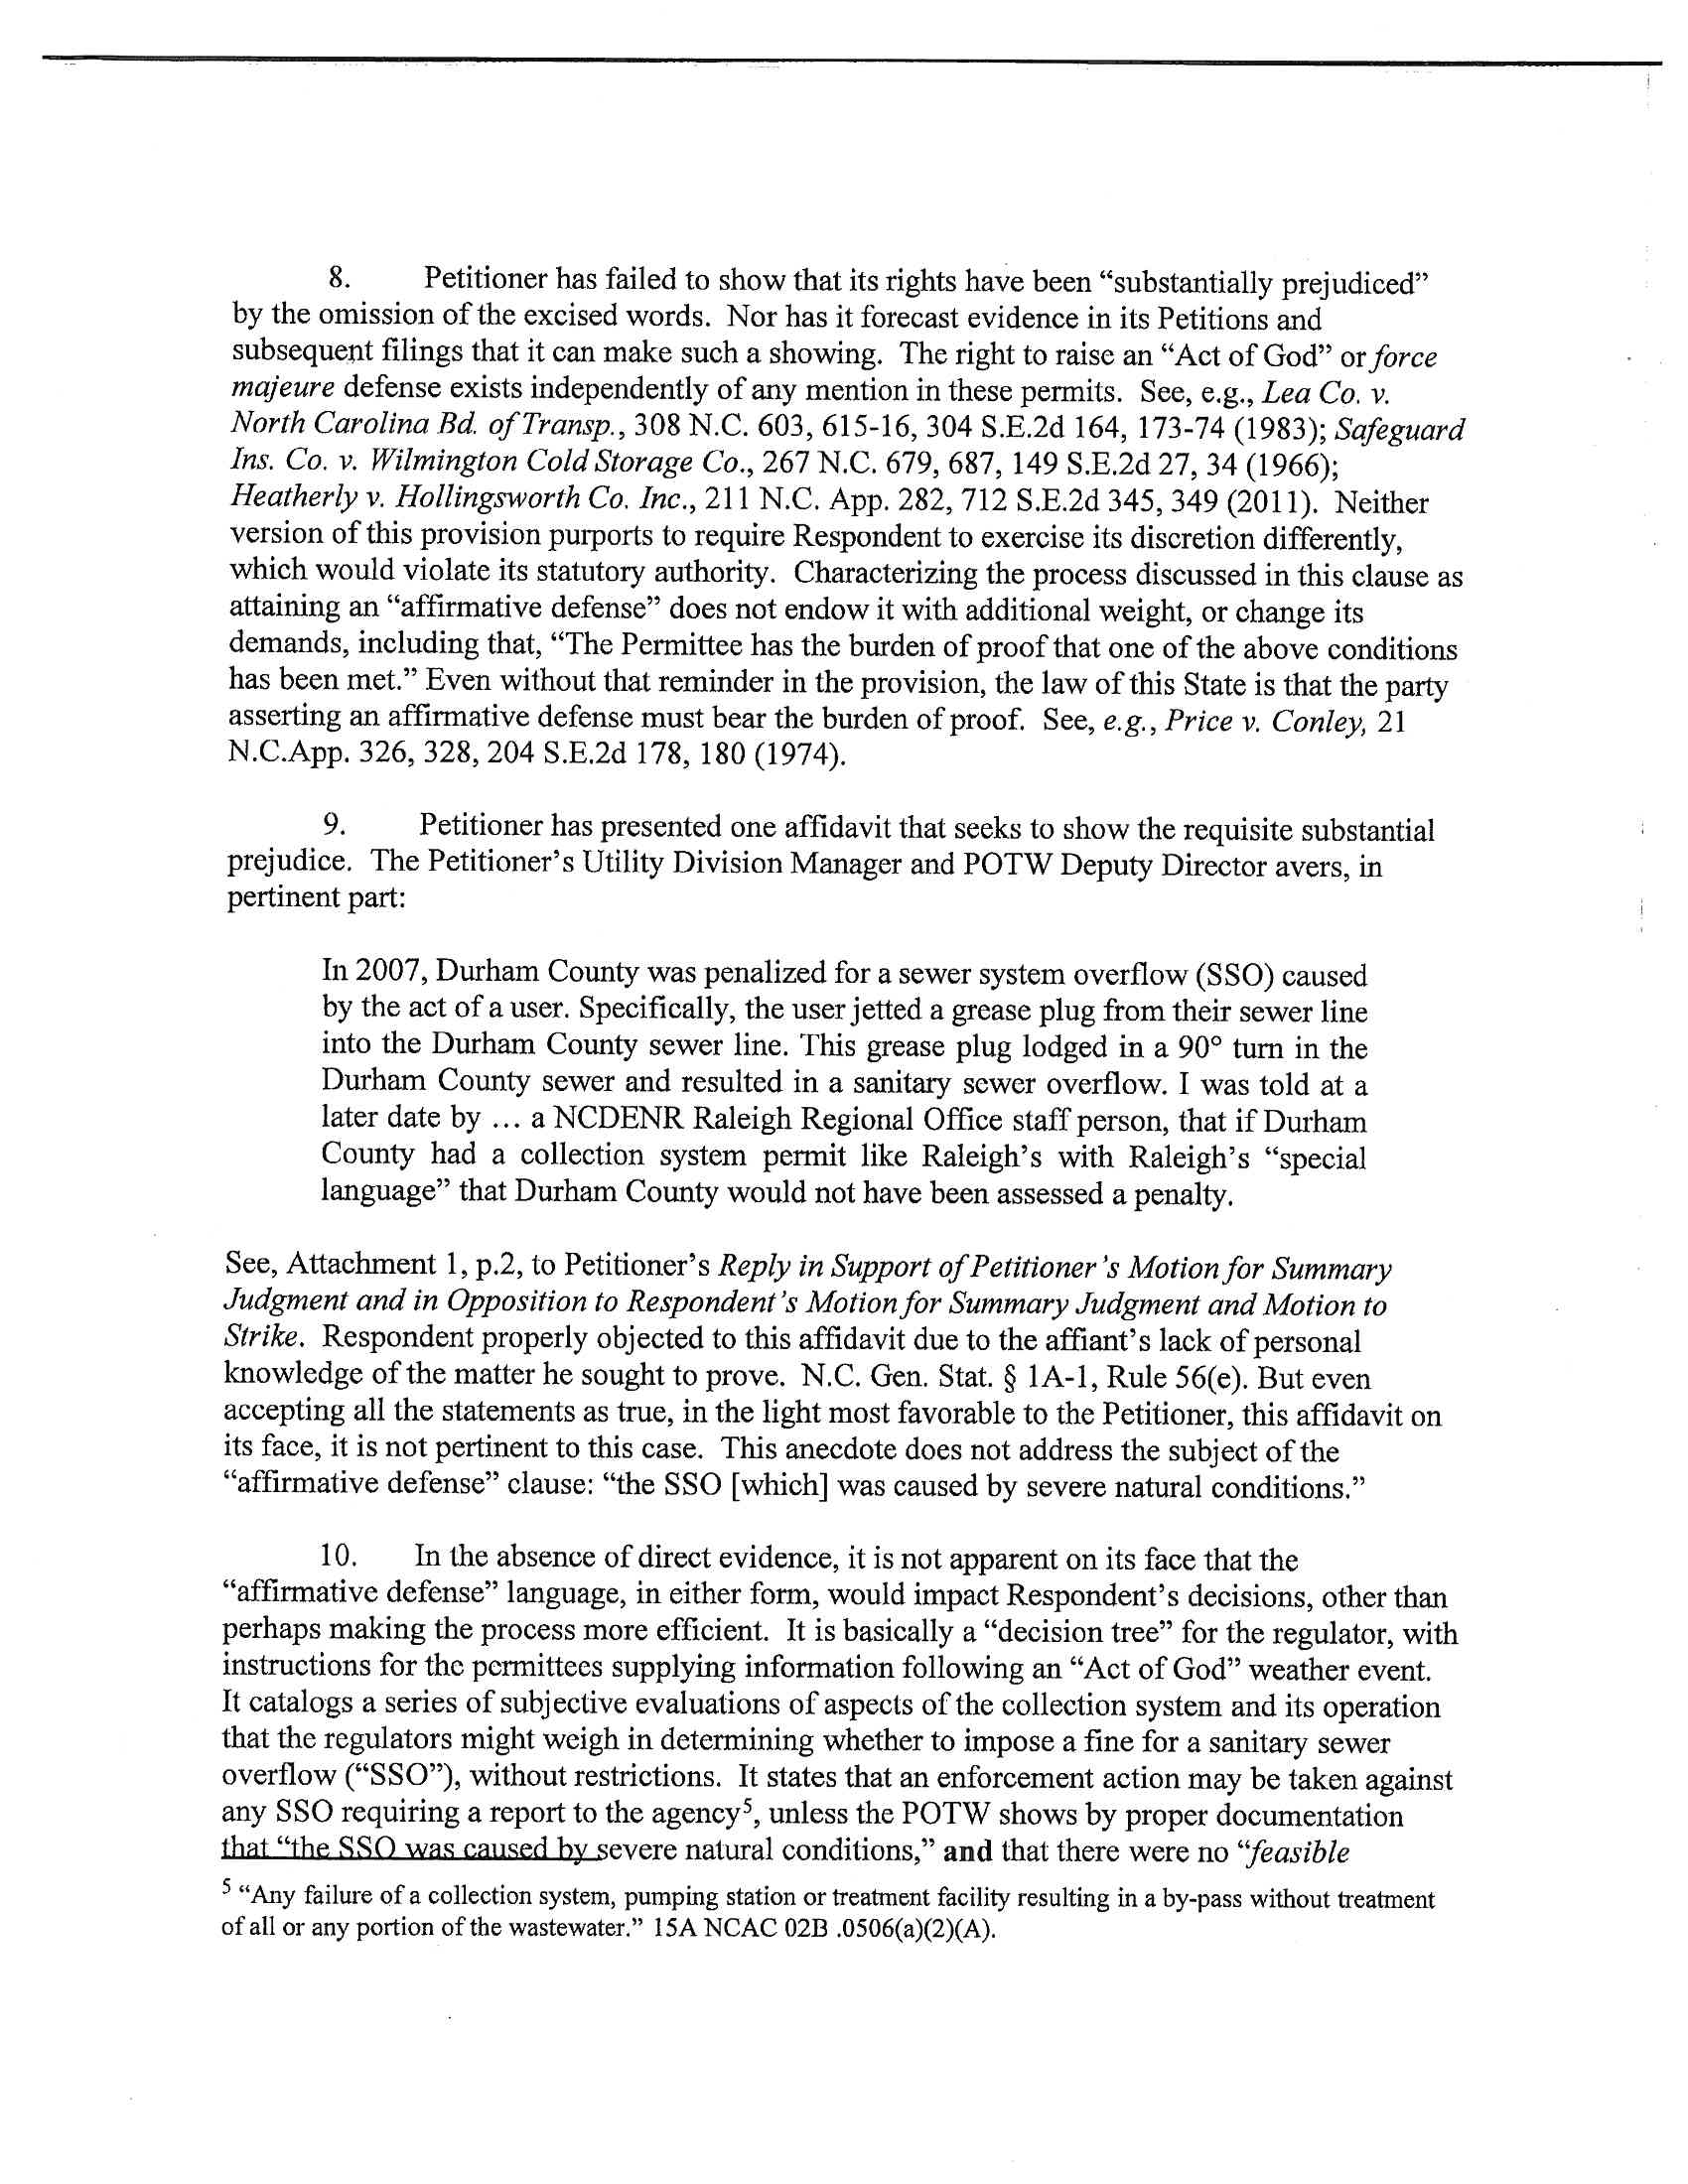 8. Petitioner has failed to show that its rights have been “substantially prejudiced”
by the omission of the excised words. Nor has it forecast evidence in its Petitions and
subsequent filings that it can make such a showing. The right to raise an “Act of God” or force
majeure defense exists independently of any mention in these permits. See, e.g., Lea Co. v.
North Carolina Bd. of Transp., 308 N.C. 603, 615-16, 304 S.E.2d 164, 173-74 (1983); Safeguard
Ins. Co. v. Wilmington Cold Storage Co., 267 N.C. 679, 687, 149 S.E.2d 27, 34 (1966);
Heatherly v. Hollingsworth Co. Inc., 211 N.C. App. 282, 712 S.E.2d 345, 349 (2011). Neither
version of this provision purports to require Respondent to exercise its discretion differently,
which would violate its statutory authority. Characterizing the process discussed in this clause as
attaining an “affirmative defense” does not endow it with additional weight, or change its
demands, including that, “The Permittee has the burden of proof that one of the above conditions
has been met.” Even without that reminder in the provision, the law of this State is that the party
asserting an affirmative defense must bear the burden of proof. See, e.g., Price v. Conley, 21
N.C.App. 326, 328, 204 S.E.2d 178, 180 (1974).
9. Petitioner has presented one affidavit that seeks to show the requisite substantial
prejudice. The Petitioner’s Utility Division Manager and POTW Deputy Director avers, in
pertinent part:
In 2007, Durham County was penalized for a sewer system overflow (SSO) caused
by the act of a user. Specifically, the user jetted a grease plug from their sewer line
into the Durham County sewer line. This grease plug lodged in a 90° turn in the
Durham County sewer and resulted in a sanitary sewer overflow. I was told at a
later date by ... a NCDENR Raleigh Regional Office staff person, that if Durham
County had a collection system permit like Raleigh’s with Raleigh’s “special
language” that Durham County would not have been assessed a penalty.
See, Attachment 1, p.2, to Petitioner’s Reply in Support of Petitioner’s Motion for Summary
Judgment and in Opposition to Respondent’s Motion for Summary Judgment and Motion to
Strike. Respondent properly objected to this affidavit due to the affiant’s lack of personal
knowledge of the matter he sought to prove. N.C. Gen. Stat. § 1A-1, Rule 56(e). But even
accepting all the statements as true, in the light most favorable to the Petitioner, this affidavit on
its face, it is not pertinent to this case. This anecdote does not address the subject of the
“affirmative defense” clause: “the SSO [which] was caused by severe natural conditions.”
10. In the absence of direct evidence, it is not apparent on its face that the
“affirmative defense” language, in either form, would impact Respondent’s decisions, other than
perhaps making the process more efficient. It is basically a “decision tree” for the regulator, with
instructions for the permittees supplying information following an “Act of God” weather event.
It catalogs a series of subjective evaluations of aspects of the collection system and its operation
that the regulators might weigh in determining whether to impose a fine for a sanitary sewer
overflow (“SSO”), without restrictions. It states that an enforcement action may be taken against
any SSO requiring a report to the agency5, unless the POTW shows by proper documentation
that “the SSO was caused by severe natural conditions,” and that there were no “feasible
5 “Any failure of a collection system, pumping station or treatment facility resulting in a by-pass without treatment
of all or any portion of the wastewater.” 15A NCAC 02B .0506(a)(2)(A).